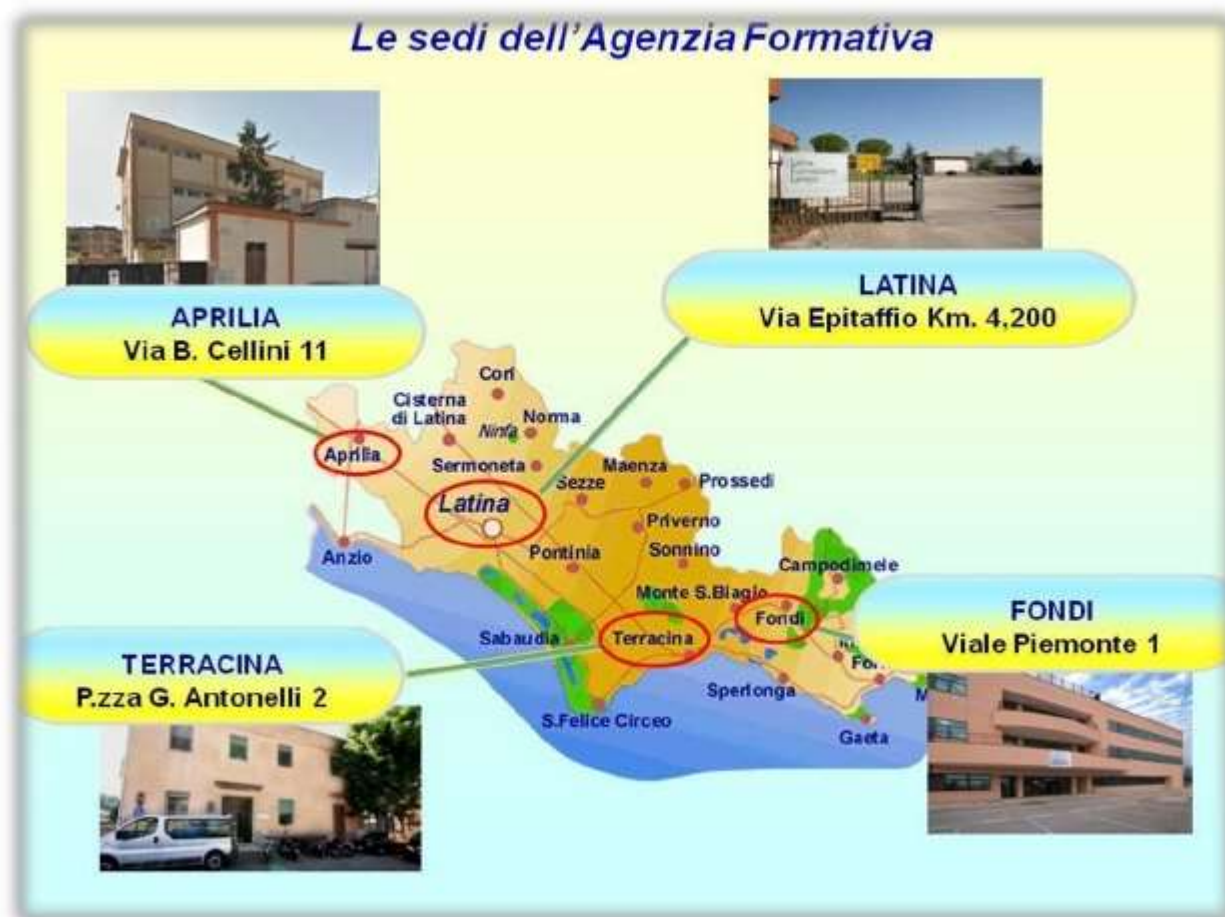 Le sedi dell'Agenzia Formativa
APRILIA
Via B. Cellini 11
LATINA
Via Epitaffio Km. 4,200
Cori
Cisterna
di Latina
Ninfa
Norma
Aprilia
Sermoneta
Maenza
Sezze
Prossedi
Latina
Priverno
Anzio
Pontinia
Sonnino
Campodimele
Monte S.Biagio
Fondi
Sabaudia
Terracina
FONDI
Viale Piemonte 1
TERRACINA
P.zza G. Antonelli 2
Sperlonga
S.Felice Circeo
Gaeta